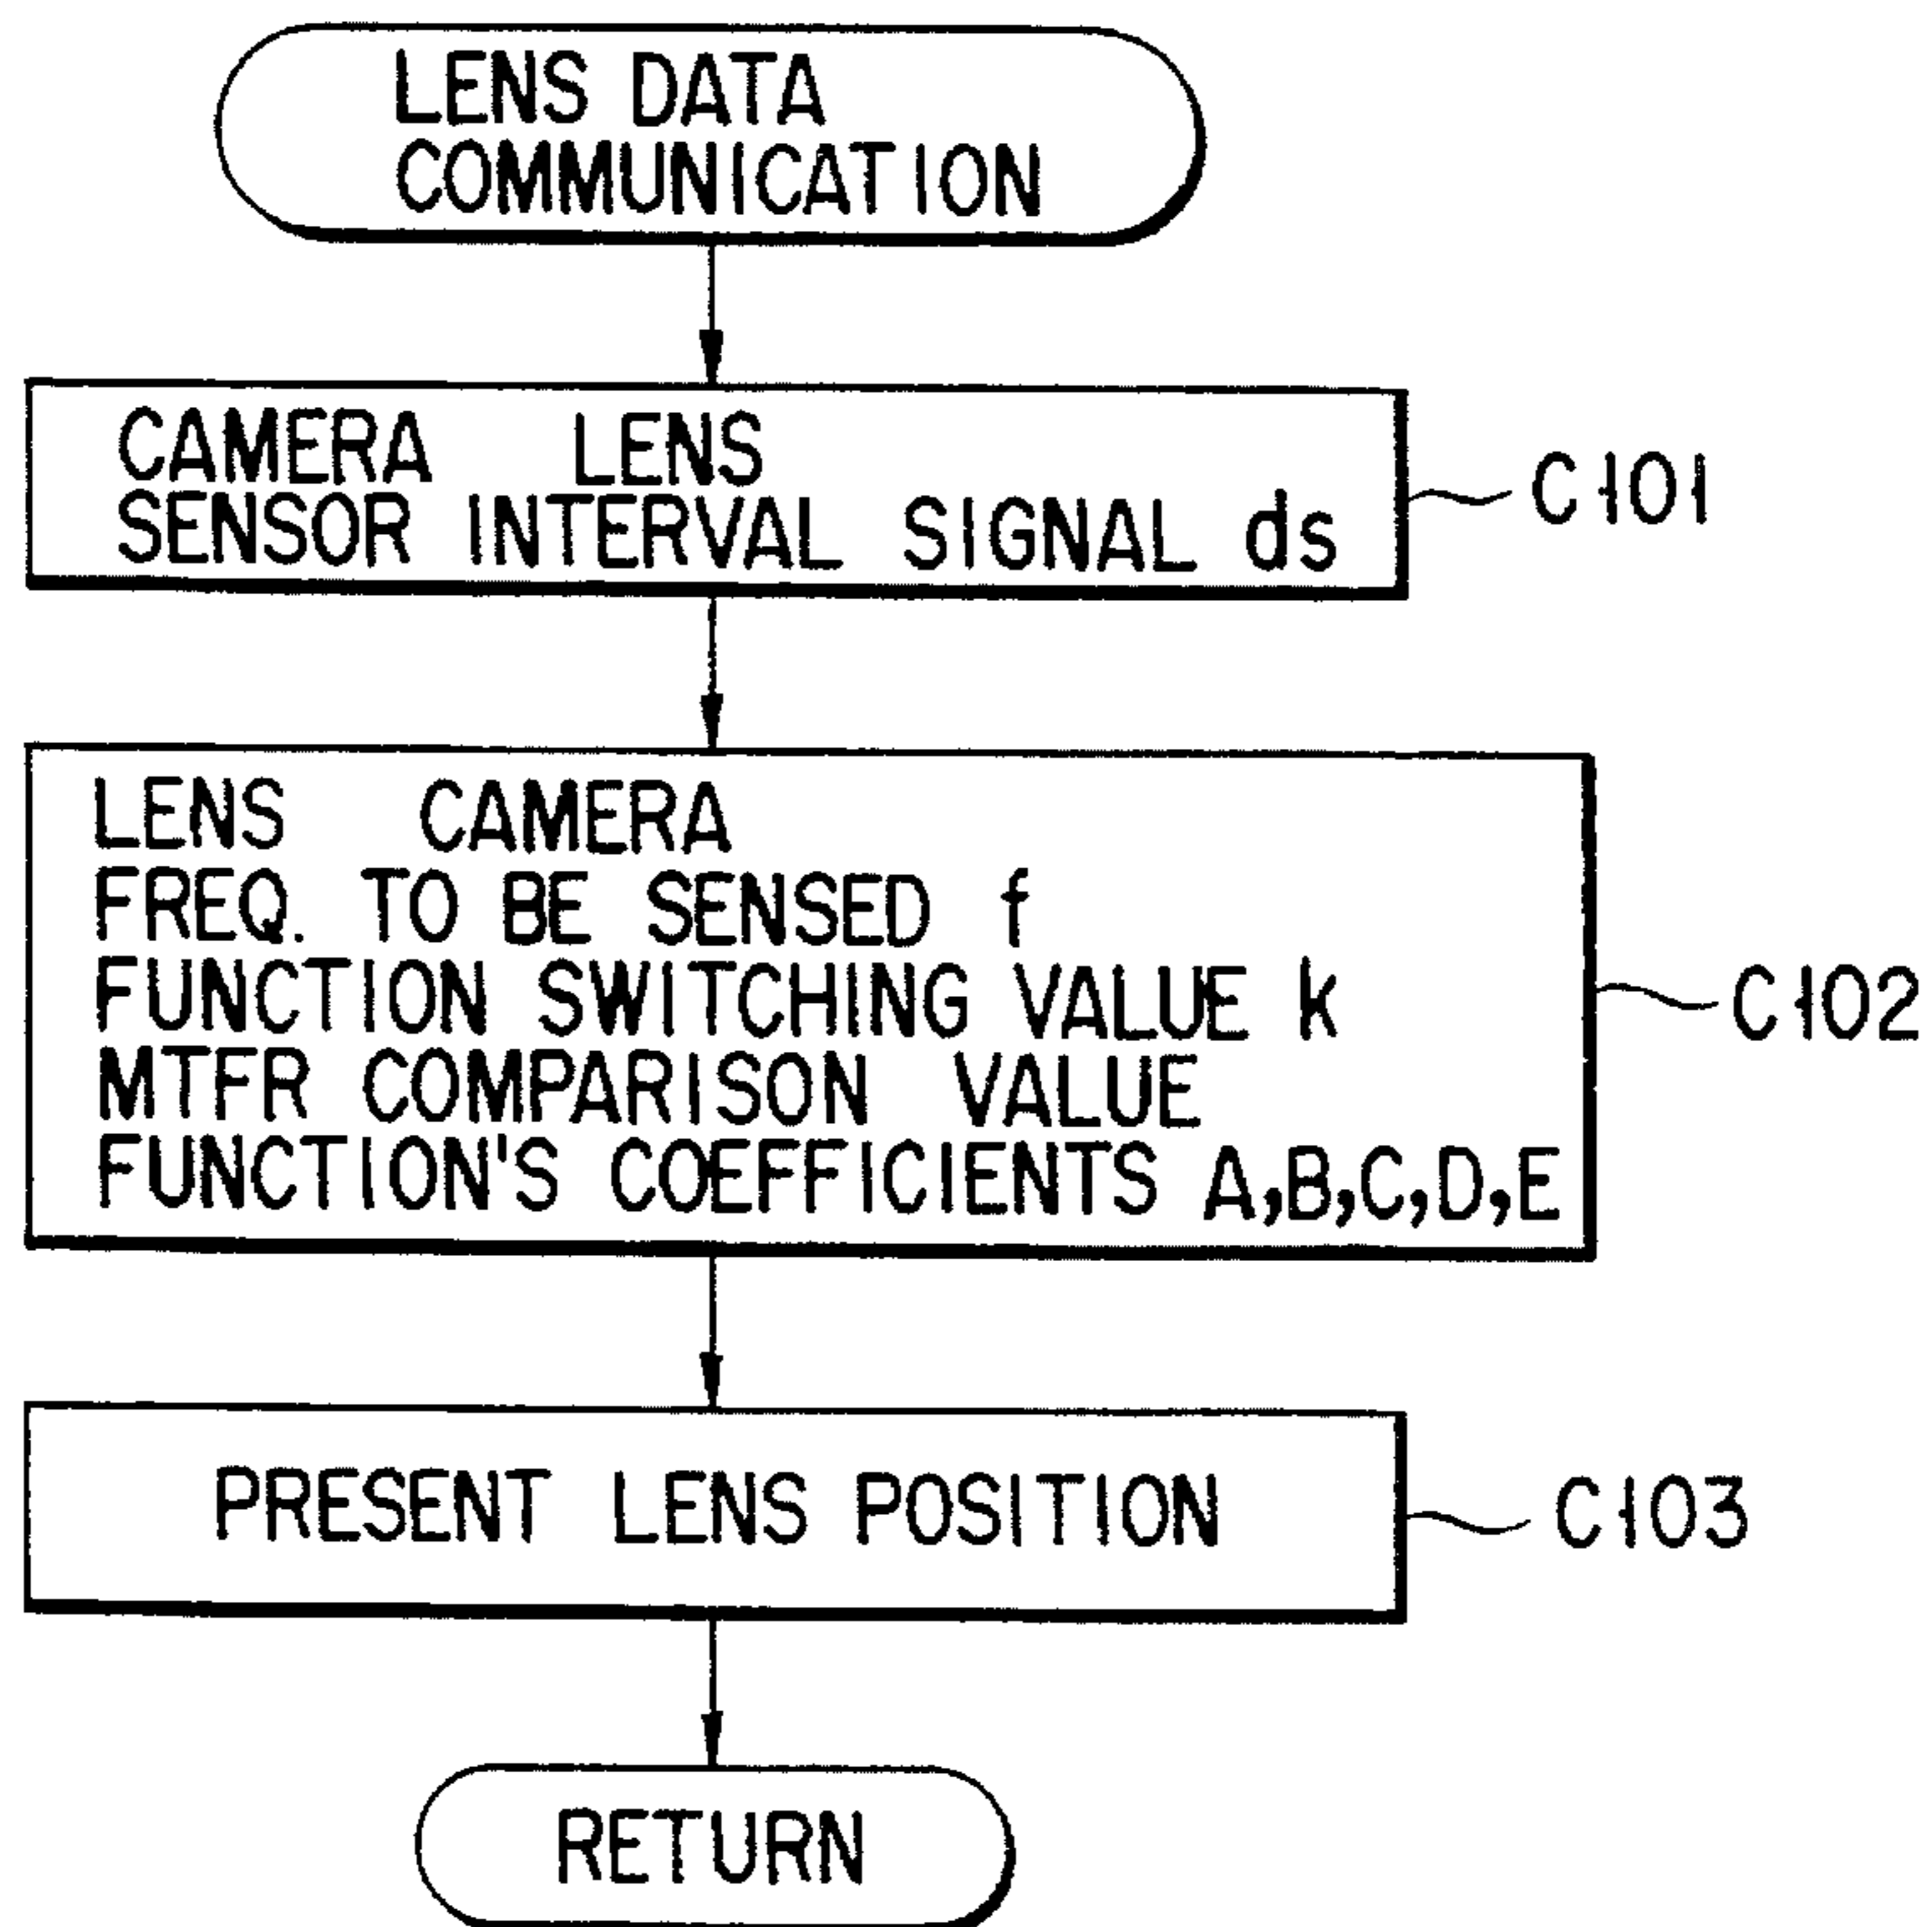 LENS DATA
COMMUNICATION
CAMERA LENS
SENSOR INTERVAL SIGNAL ds
C101
LENS CAMERA
FREQ. TO BE SENSED f
FUNCTION SWITCHING VALUE k
MTFR COMPARISON VALUE
FUNCTION'S COEFFICIENTS A,B,C,D,E
C102
PRESENT LENS POSITION
C103
RETURN